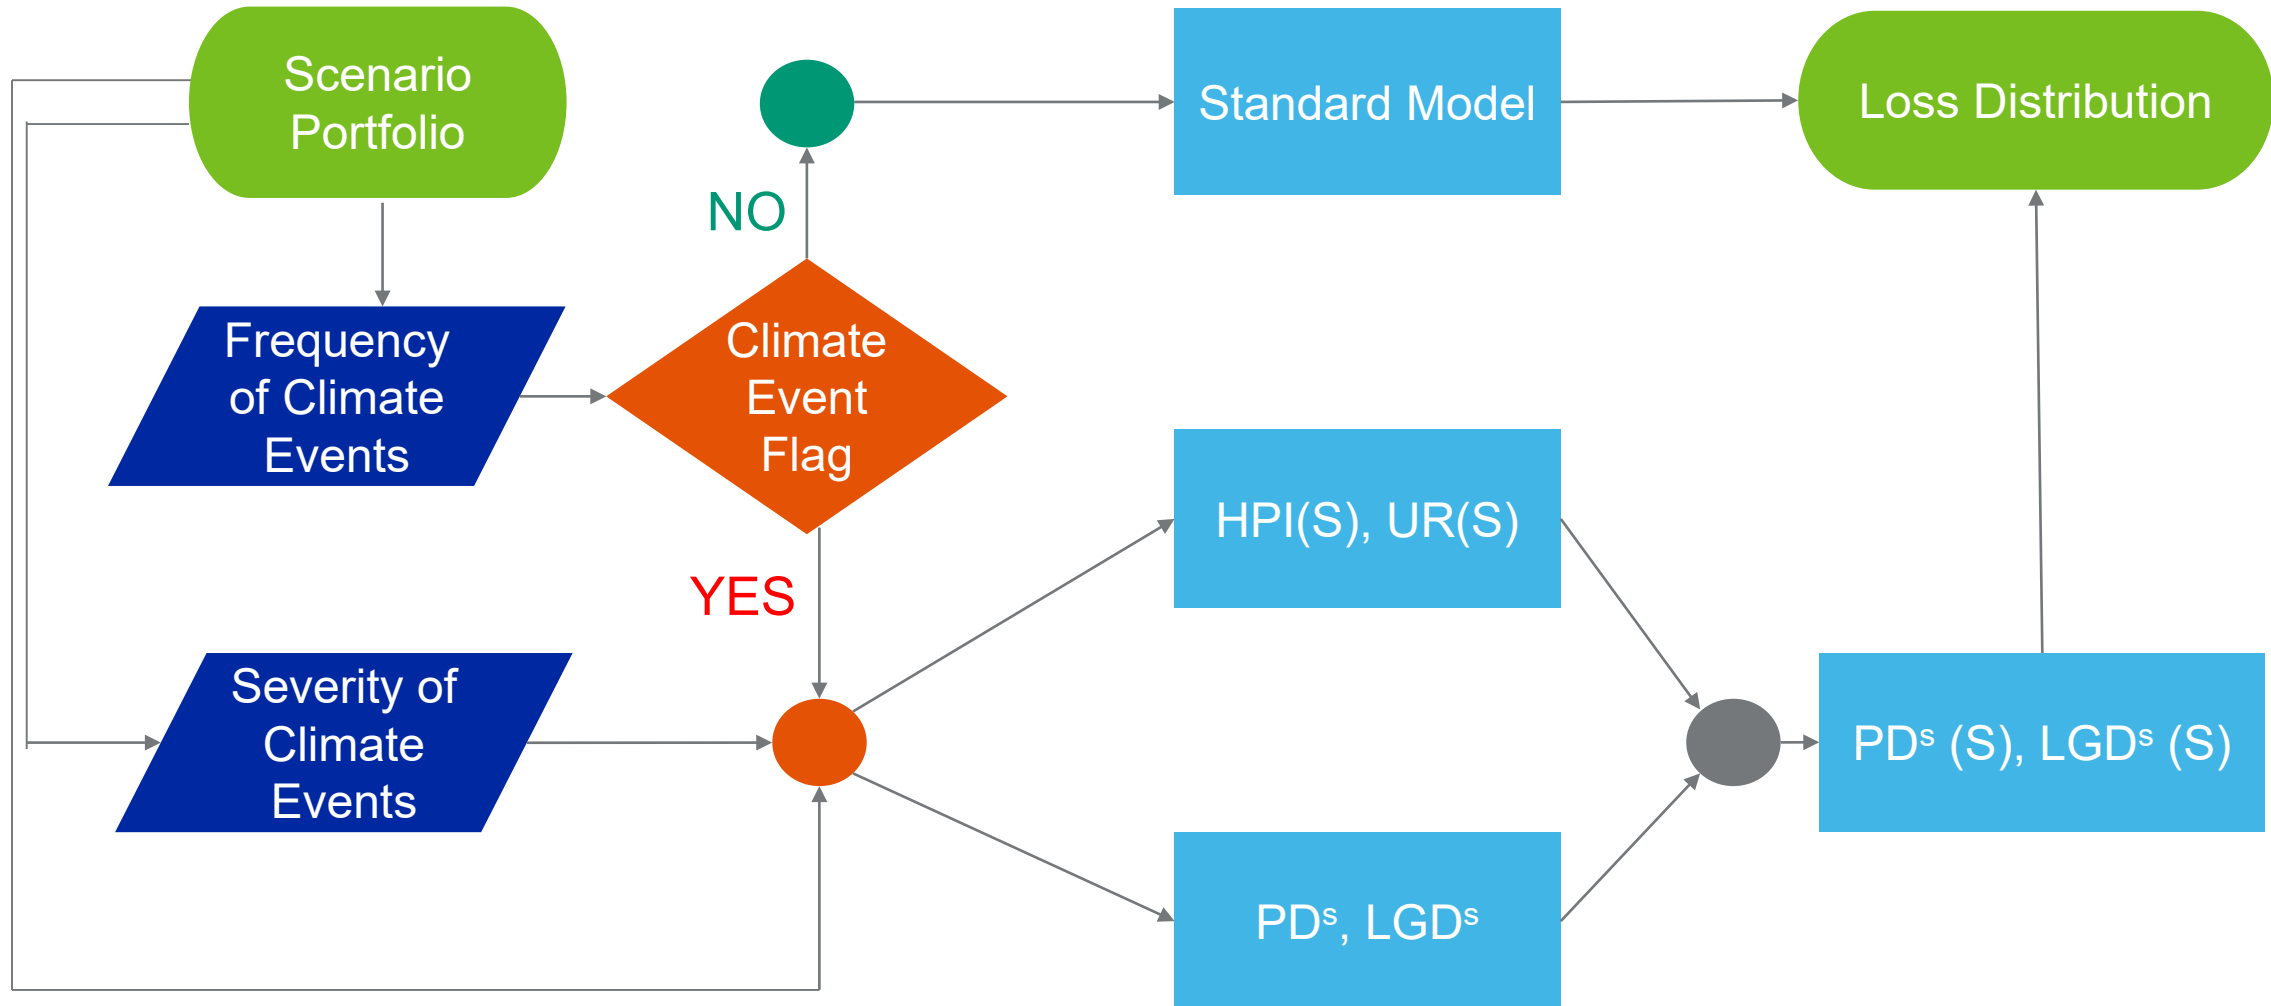 Scenario
Portfolio
Standard Model
Loss Distribution
NO
Frequency
of Climate
Events
Climate
Event
Flag
HPI(S), UR(S)
YES
Severity of
Climate
Events
PDˢ (S), LGDˢ (S)
PDˢ, LGDˢ